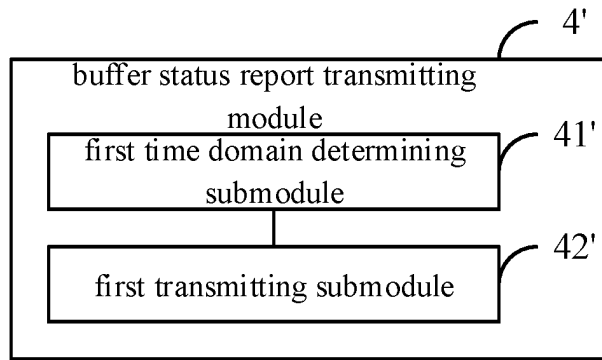 4'
buffer status report transmitting
module
41'
first time domain determining
submodule
42'
first transmitting submodule